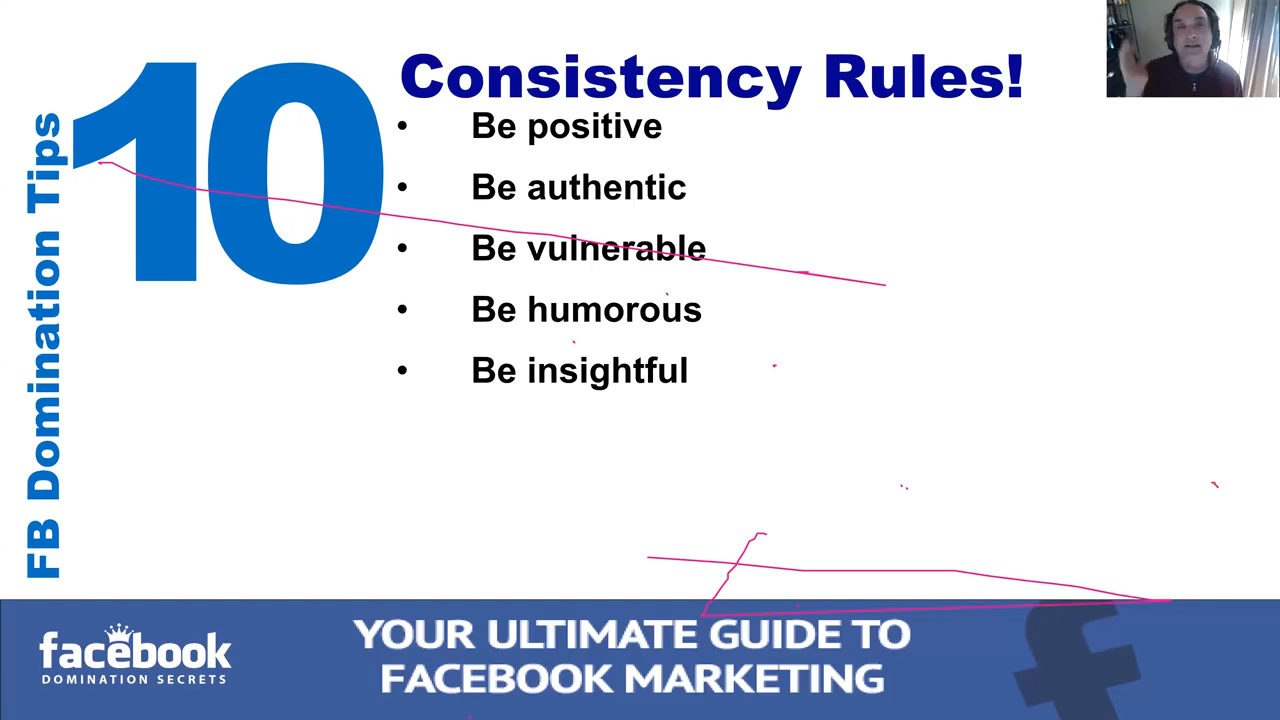 FB Domination Tips
10
Consistency Rules!
• Be positive
• Be authentic
• Be vulnerable
• Be humorous
• Be insightful
facebook
DOMINATION SECRETS
YOUR ULTIMATE GUIDE TO
FACEBOOK MARKETING